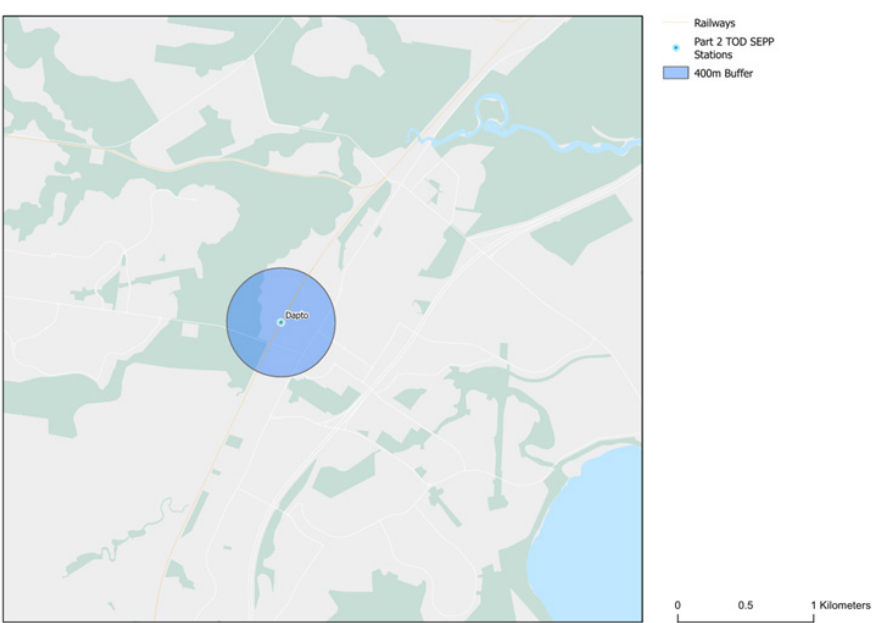 Railways
Part 2 TOD SEPP
Stations
400m Buffer
Dapto
0 0.5 1 Kilometers